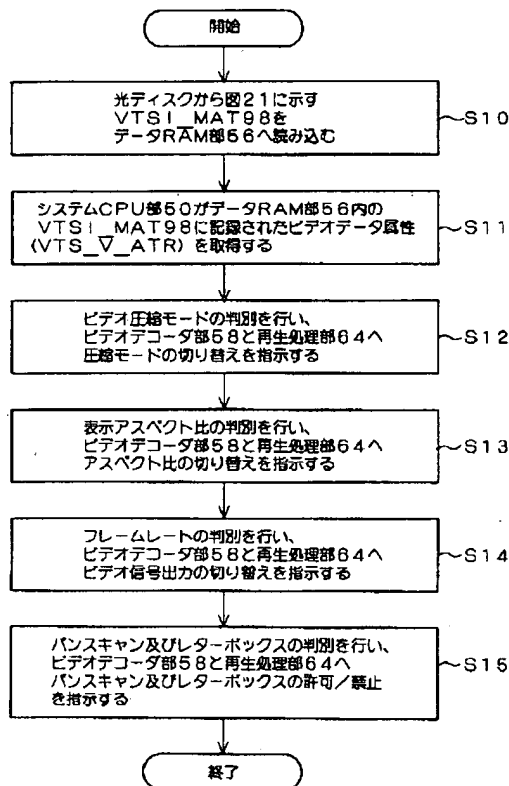 開始
光ディスクから図21に示す
VTSI_MAT98を
データRAM部56へ読み込む
~S10
システムCPU部50がデータRAM部56内の
VTSI_MAT98に記録されたビデオデータ属性
(VTS_V_ATR)を取得する
~S11
ビデオ圧縮モードの判別を行い、
ビデオデコーダ部58と再生処理部64へ
圧縮モードの切り替えを指示する
~S12
表示アスペクト比の判別を行い、
ビデオデコーダ部58と再生処理部64へ
アスペクト比の切り替えを指示する
~S13
フレームレートの判別を行い、
ビデオデコーダ部58と再生処理部64へ
ビデオ信号出力の切り替えを指示する
~S14
パンスキャン及びレターボックスの判別を行い、
ビデオデコーダ部58と再生処理部64へ
パンスキャン及びレターボックスの許可/禁止
を指示する
~S15
終了